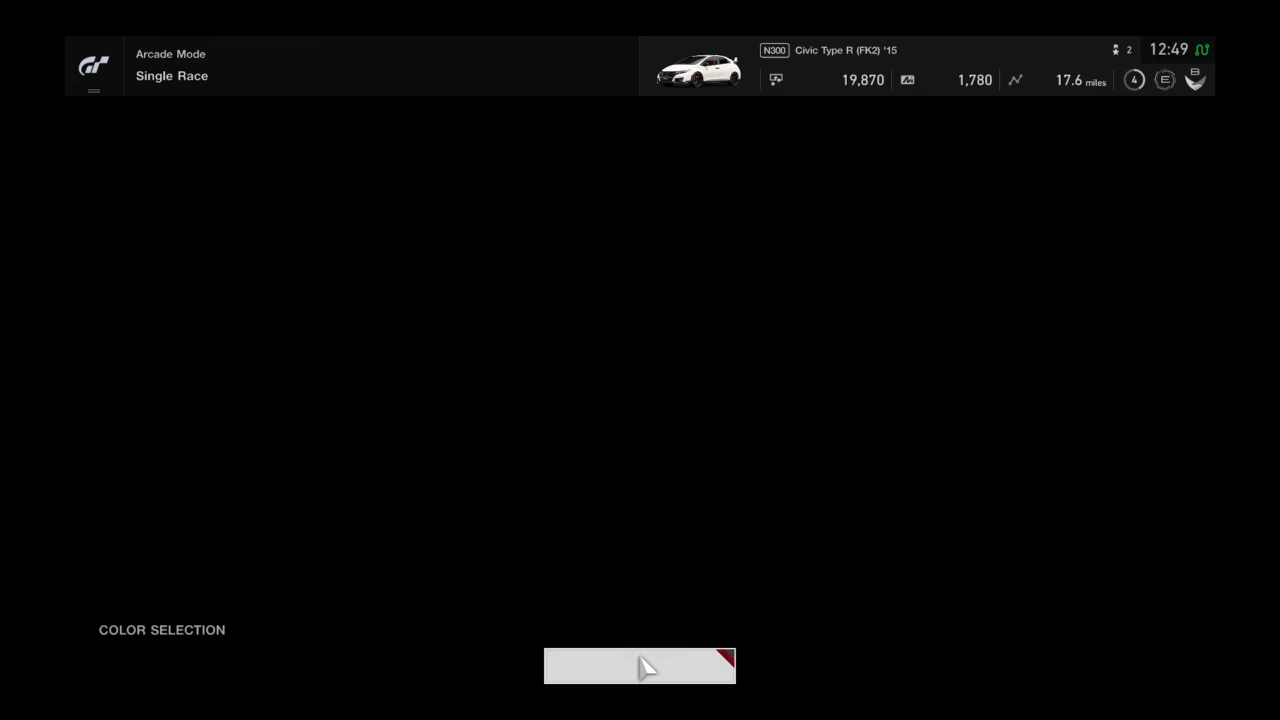 Arcade Mode
Single Race
N300 Civic Type R (FK2) '15
2
12:49
19,870
1,780
17.6 miles
4
E
B
COLOR SELECTION